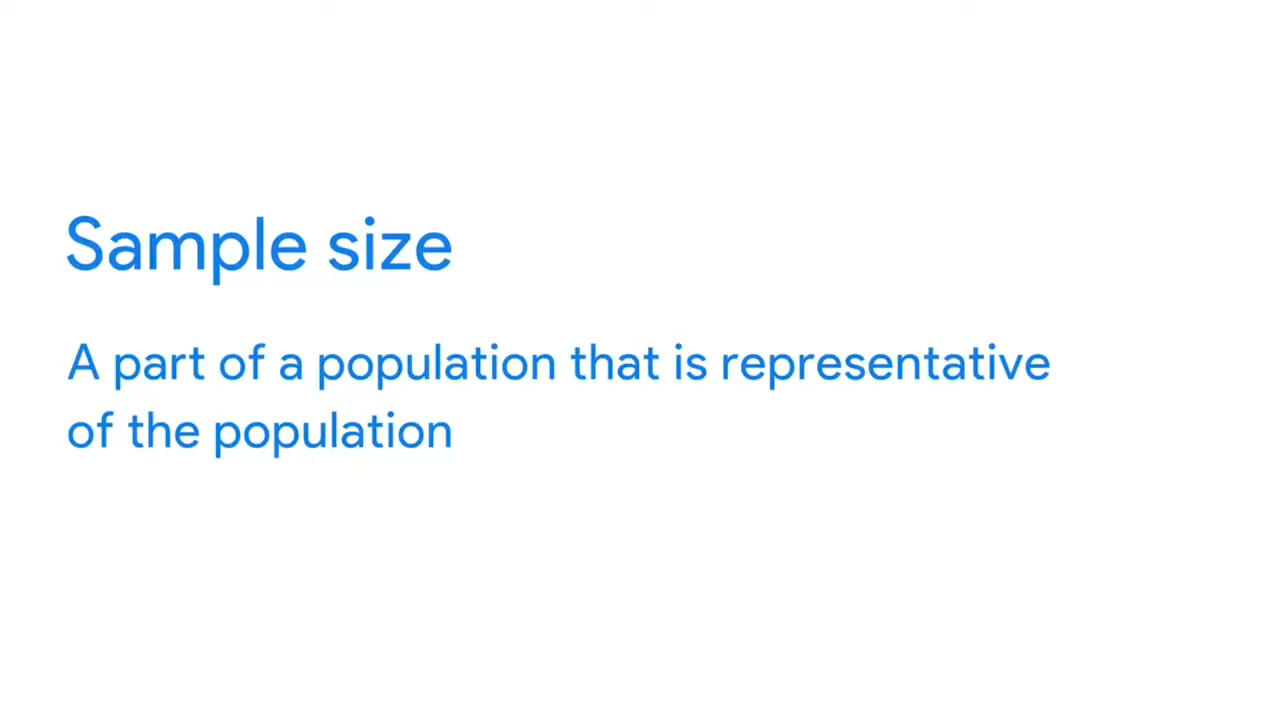 Sample size
A part of a population that is representative
of the population